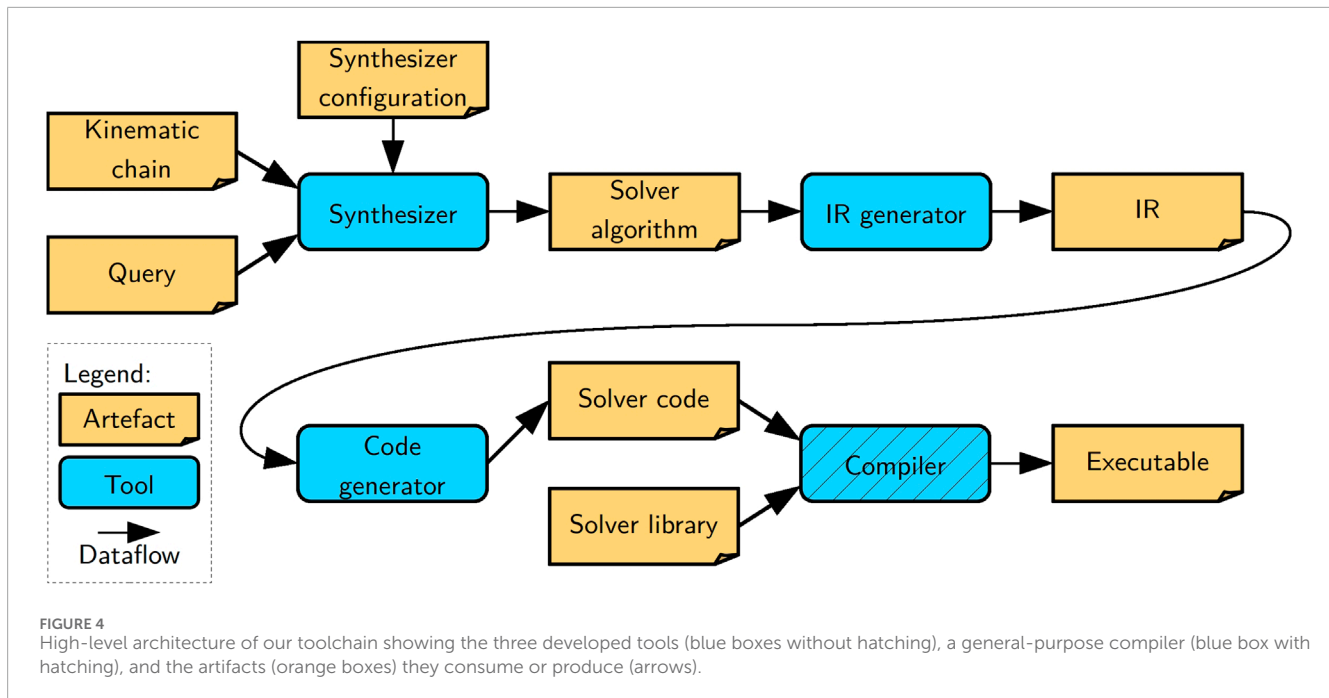 Synthesizer
configuration
Kinematic
chain
Synthesizer
Solver
algorithm
IR generator
IR
Query
Legend:
Artefact
Tool
Dataflow
Code
generator
Solver code
Solver library
Compiler
Executable
FIGURE 4
High-level architecture of our toolchain showing the three developed tools (blue boxes without hatching), a general-purpose compiler (blue box with
hatching), and the artifacts (orange boxes) they consume or produce (arrows).